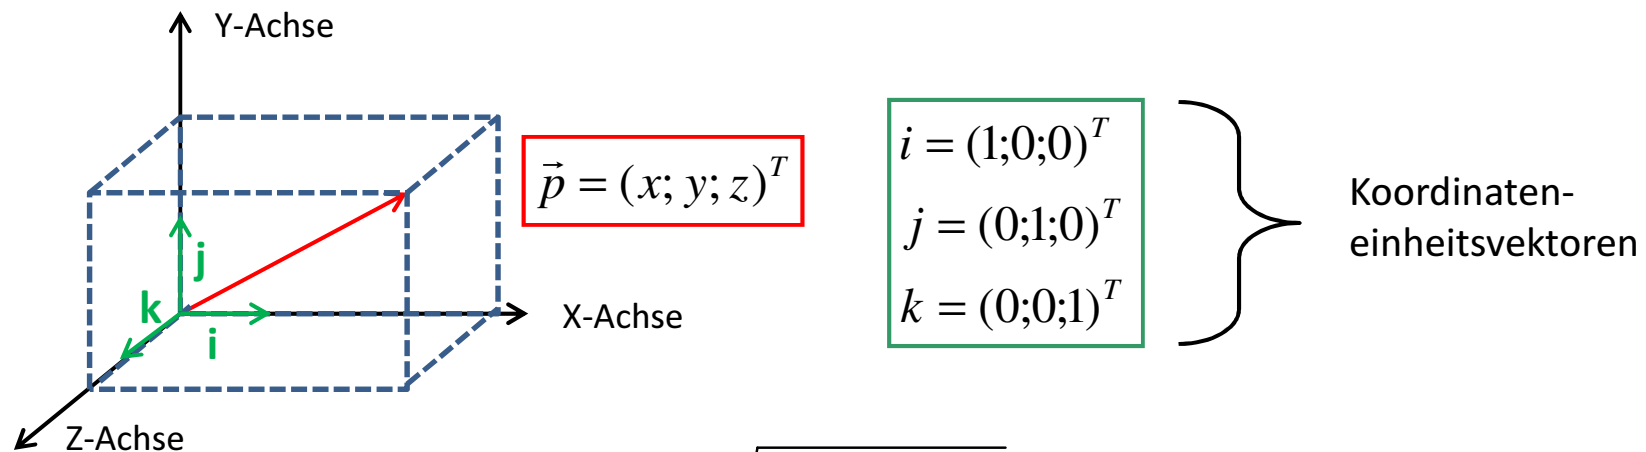 Y-Achse
p⃗ = (x; y; z)^T
i = (1;0;0)^T
j = (0;1;0)^T
k = (0;0;1)^T
Koordinaten-
einheitsvektoren
j
k
i
X-Achse
Z-Achse